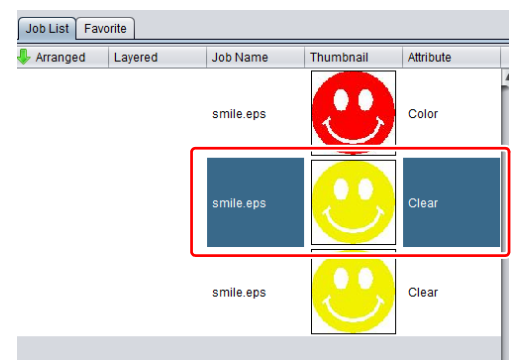 Job List Favorite
Arranged Layered Job Name Thumbnail Attribute
smile.eps Color
smile.eps Clear
smile.eps Clear